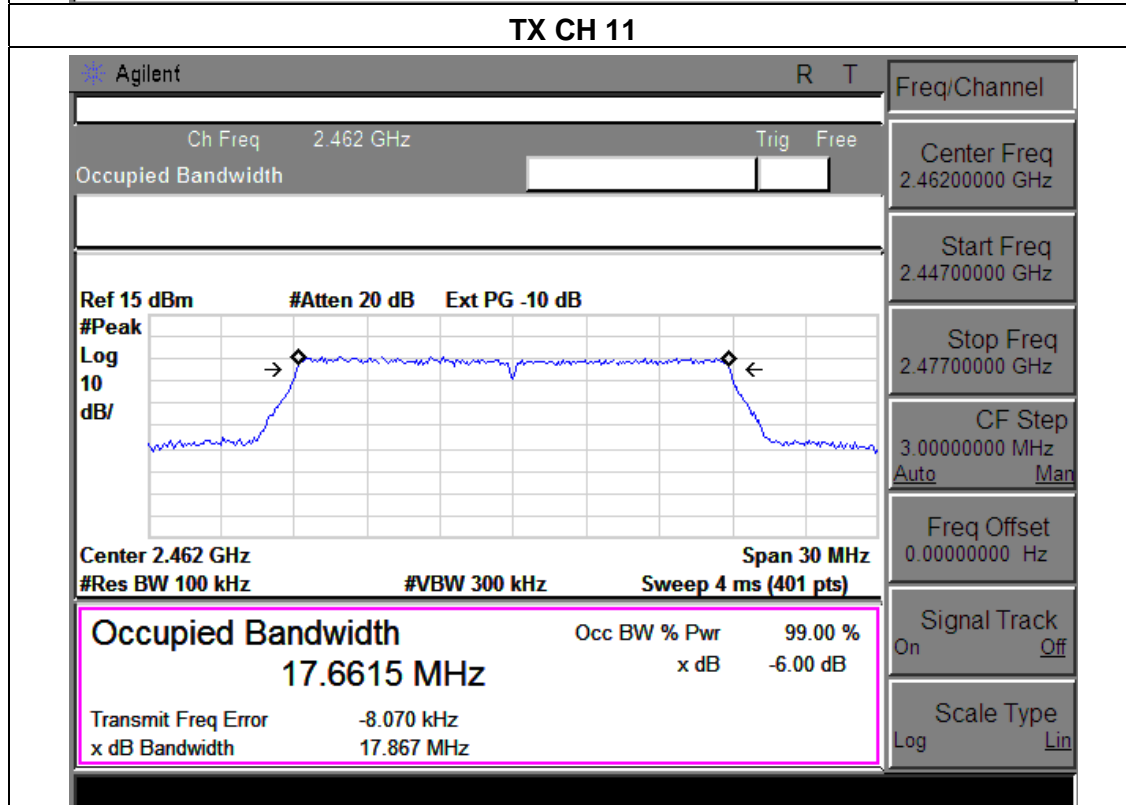 TX CH 11
Agilent R T
Freq/Channel
Ch Freq 2.462 GHz Trig Free
Occupied Bandwidth
Center Freq
2.46200000 GHz
Start Freq
2.44700000 GHz
Stop Freq
2.47700000 GHz
CF Step
3.00000000 MHz
Auto Man
Freq Offset
0.00000000 Hz
Signal Track
On Off
Scale Type
Log Lin
Ref 15 dBm #Atten 20 dB Ext PG -10 dB
#Peak
Log
10
dB/
Center 2.462 GHz Span 30 MHz
#Res BW 100 kHz #VBW 300 kHz Sweep 4 ms (401 pts)
Occupied Bandwidth Occ BW % Pwr 99.00 %
17.6615 MHz x dB -6.00 dB
Transmit Freq Error -8.070 kHz
x dB Bandwidth 17.867 MHz